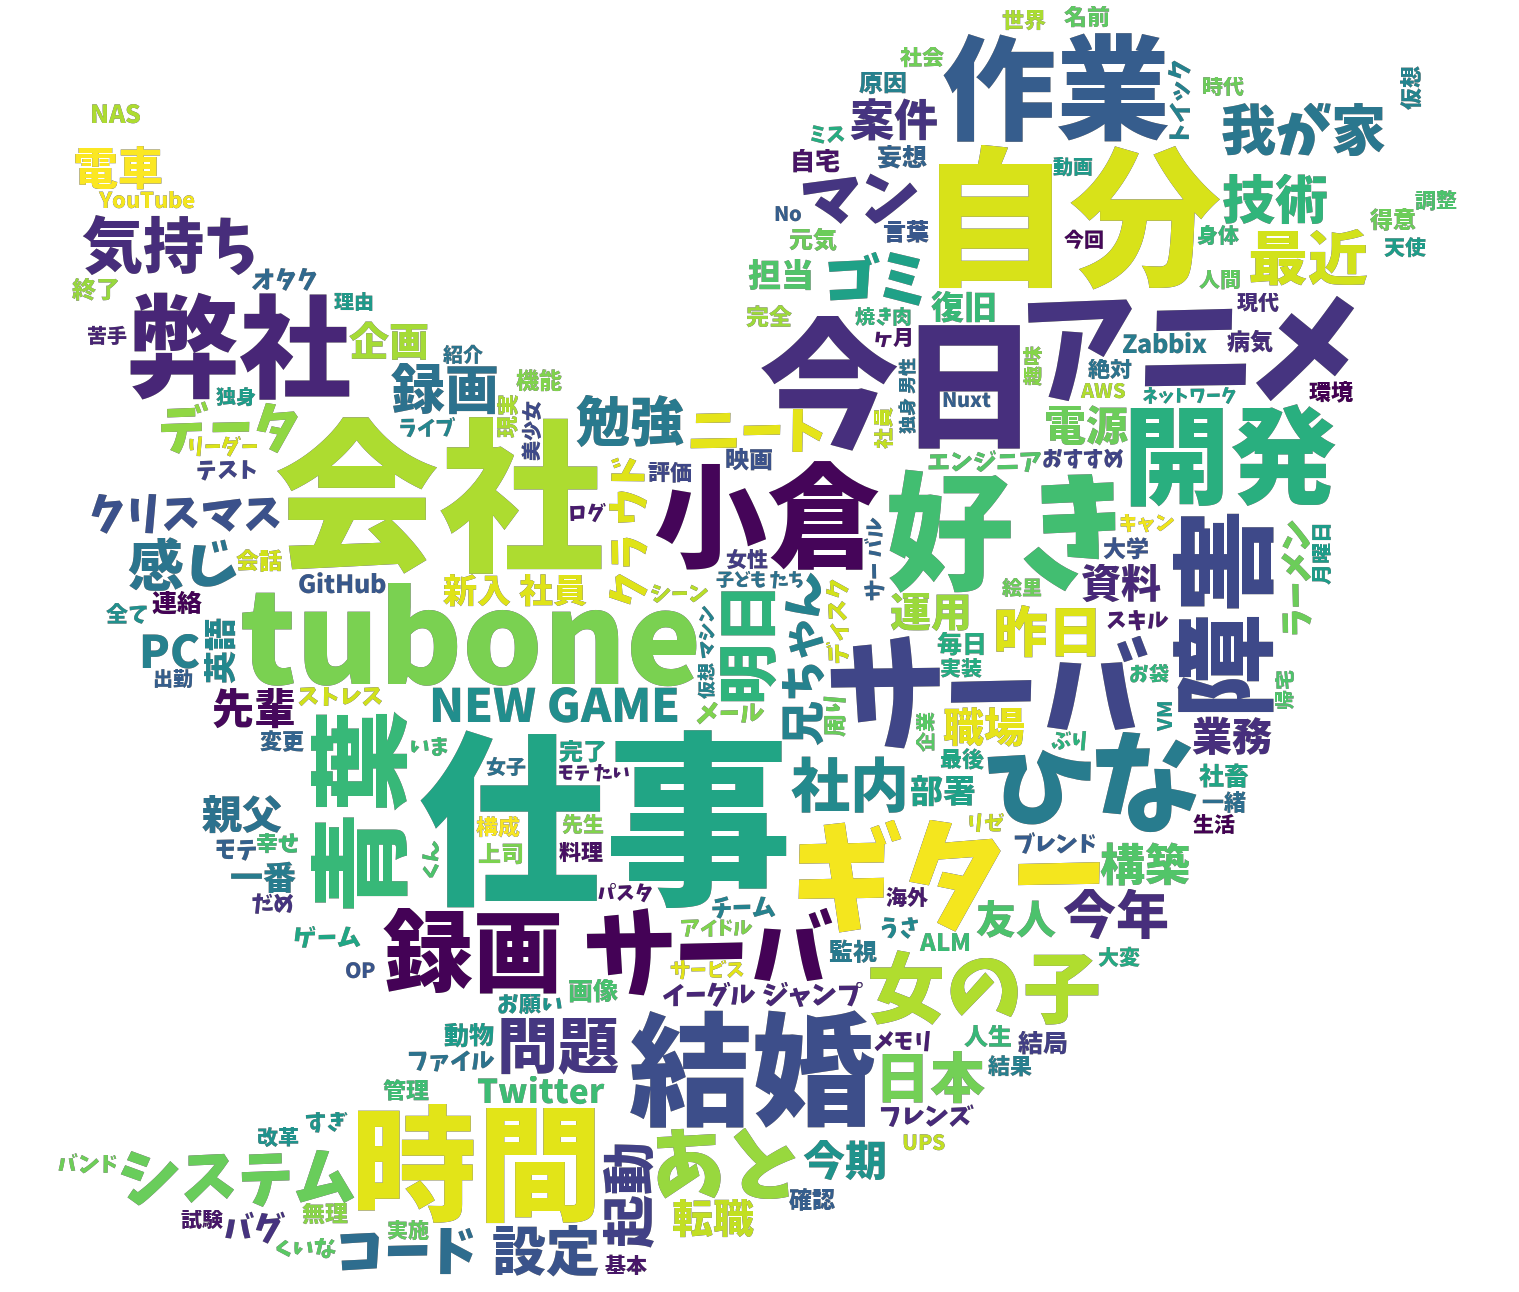 世界
名前
社会
作業
原因
トイック
時代
仮想
NAS
案件
我が家
ミス
電車
自宅
妄想
自分
動画
YouTube
マン
技術
調整
No
得意
気持ち
元気
言葉
今回
身体
最近
天使
オタク
担当
ゴミ
人間
終了
弊社
理由
完全
焼き肉
復旧
アニメ
現代
苦手
企画
今日
ケ月
Zabbix
病気
紹介
趣味
絶対
録画
機能
独身 男性
AWS
ネットワーク
環境
独身
Nuxt
データ
ライブ
現実
美少女
勉強
ニート
社員
電源
開発
リーダー
会社
映画
エンジニア
おすすめ
テスト
評価
クラウド
小倉
好き
クリスマス
ログ
キャン
障害
ラーメン
月曜日
感じ
会話
女性
サーバル
大学
GitHub
新入 社員
シーン
子ども たち
資料
絵里
連絡
全て
tubone
仮想 マシン
明日
兄ちゃん
ディスク
運用
昨日
スキル
PC
英語
毎日
出勤
サーバ
実装
お袋
帰宅
先輩
ストレス
NEW GAME
メール
周り
企業
職場
VM
業務
変更
青葉
いま
仕事
完了
ぶり
女子
モテ たい
社内
部署
最後
ひな
社畜
親父
一緒
構成
先生
リゼ
生活
モテ
幸せ
くん
上司
料理
ギター
ブレンド
構築
一番
だめ
パスタ
海外
チーム
録画 サーバ
今年
友人
ゲーム
アイドル
うさ
監視
ALM
大変
OP
サービス
女の子
お願い
画像
イーグル ジャンプ
動物
問題
結婚
メモリ
人生
結局
ファイル
日本
結果
管理
Twitter
フレンズ
時間
すぎ
改革
あと
UPS
バンド
システム
起動
今期
確認
試験
バグ
無理
実施
転職
くいな
コード
設定
基本